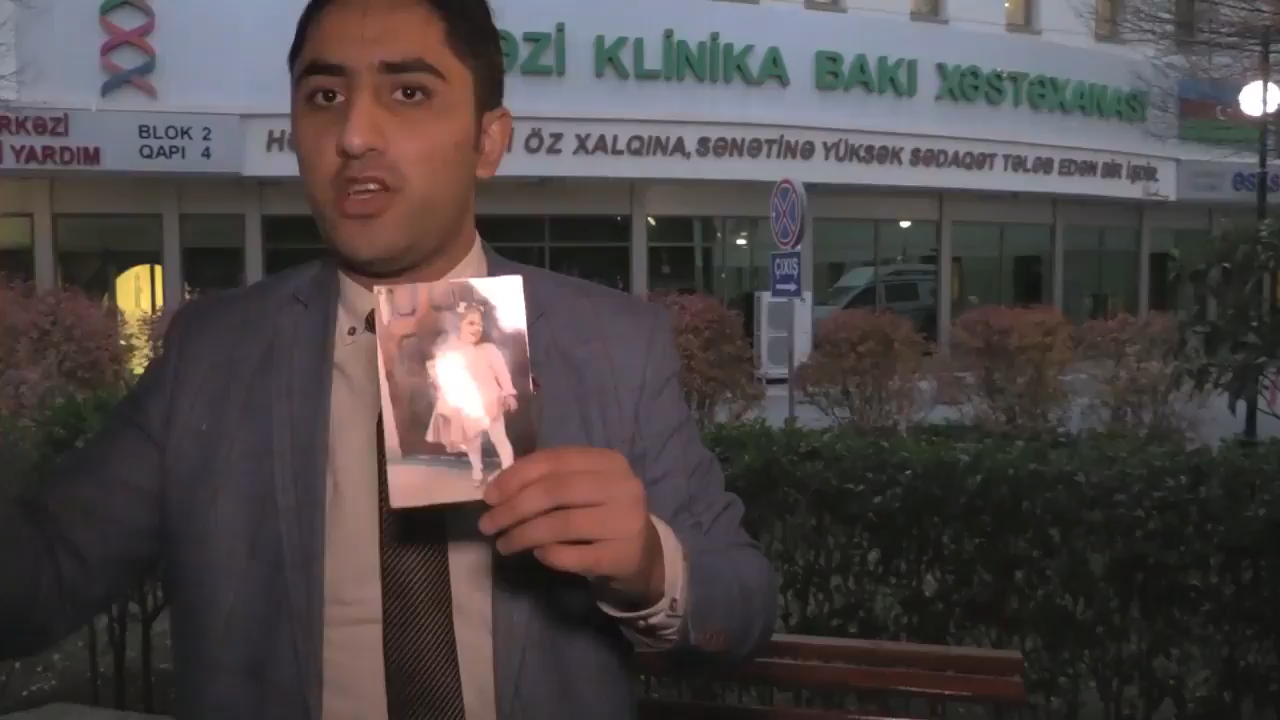 ƏZİ KLİNİKA BAKI XƏSTƏXANASI
RKƏZİ
YARDIM
BLOK 2
QAPI 4
ÖZ XALQINA, SƏNƏTİNƏ YÜKSƏK SƏDAQƏT TƏLƏB EDƏN BİR İŞDİR.
ÇIXIŞ